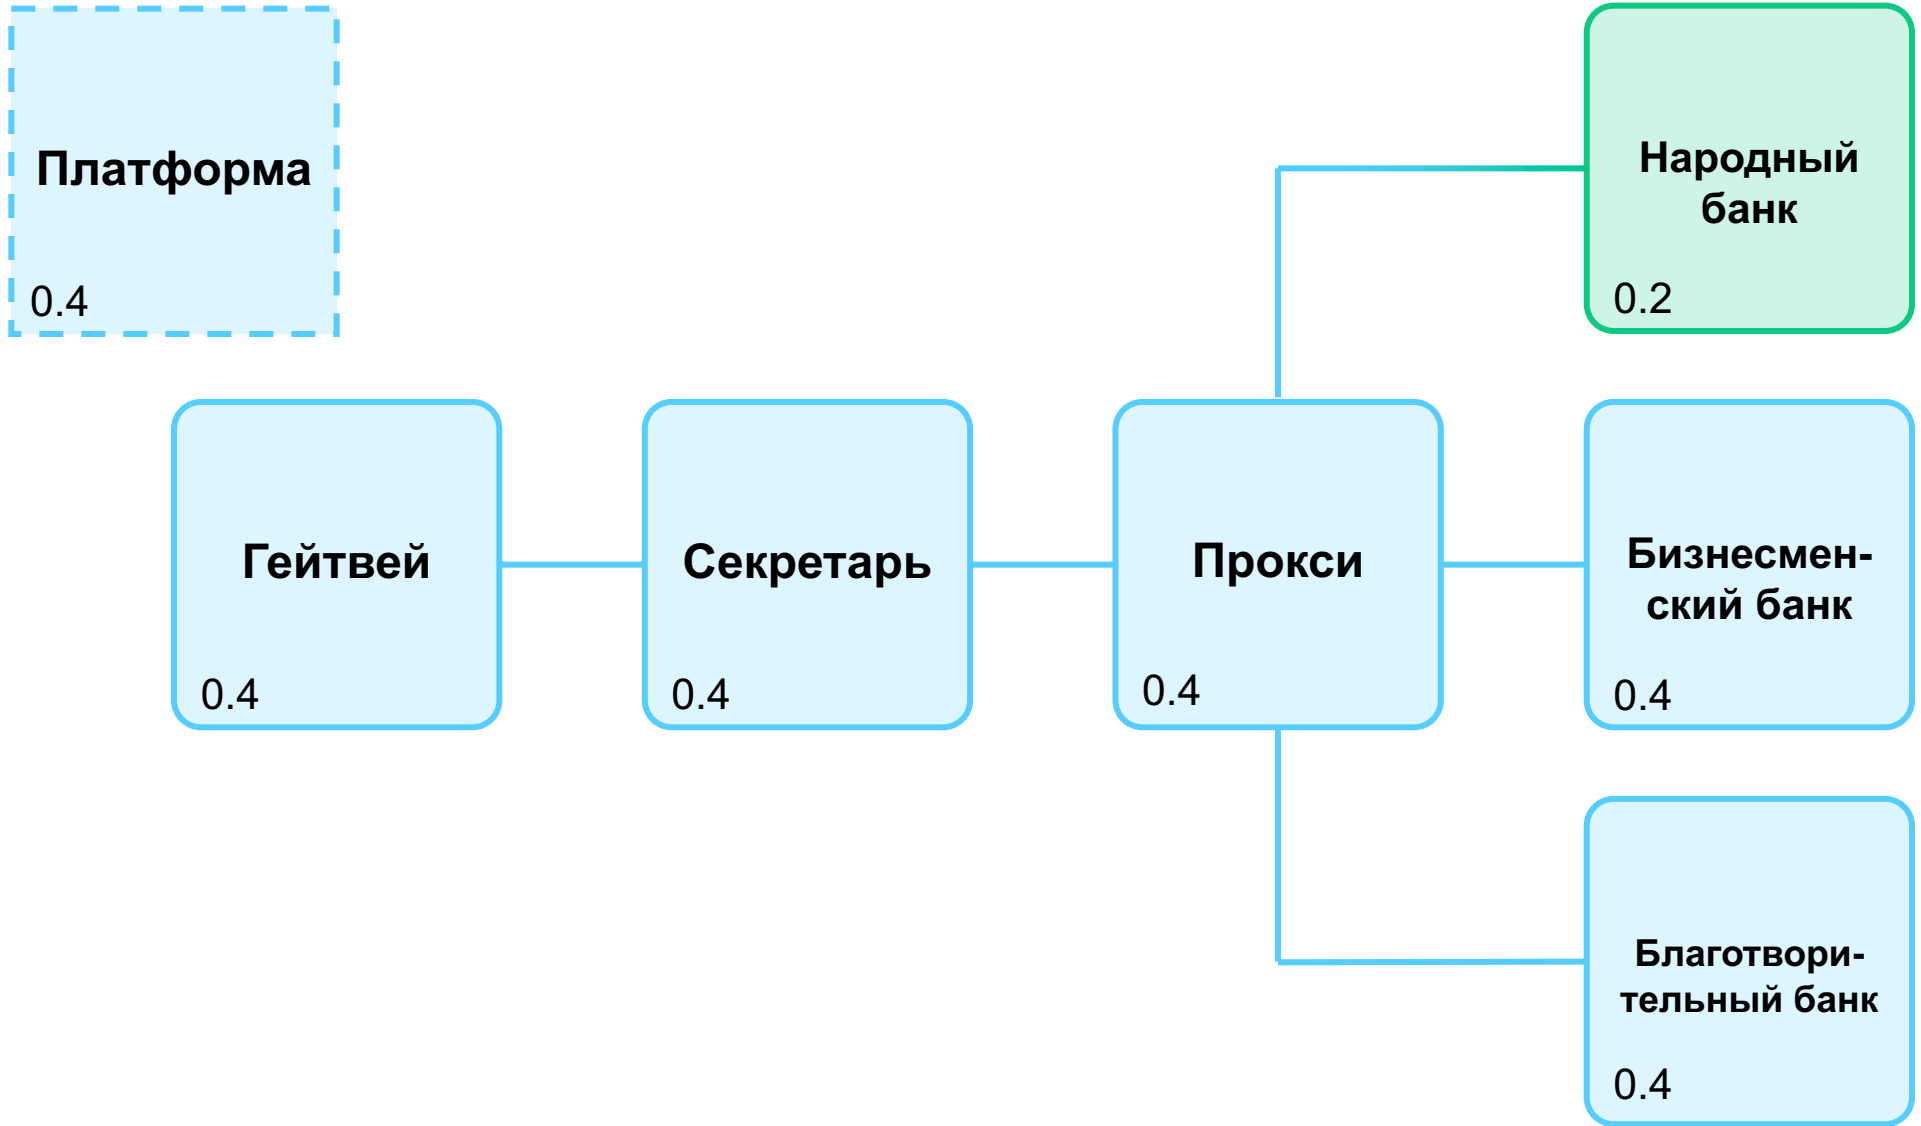 Платформа
0.4
Народный
банк
0.2
Гейтвей
0.4
Секретарь
0.4
Прокси
0.4
Бизнесмен-
ский банк
0.4
Благотвори-
тельный банк
0.4